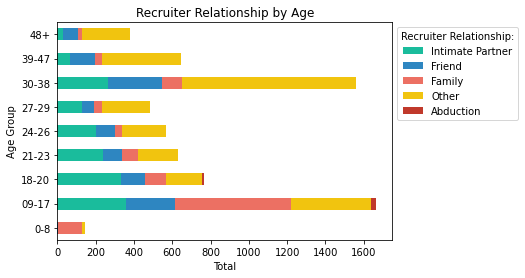 Recruiter Relationship by Age
Recruiter Relationship:
Intimate Partner
Friend
Family
Other
Abduction
Age Group
48+
39-47
30-38
27-29
24-26
21-23
18-20
09-17
0-8
0 200 400 600 800 1000 1200 1400 1600
Total